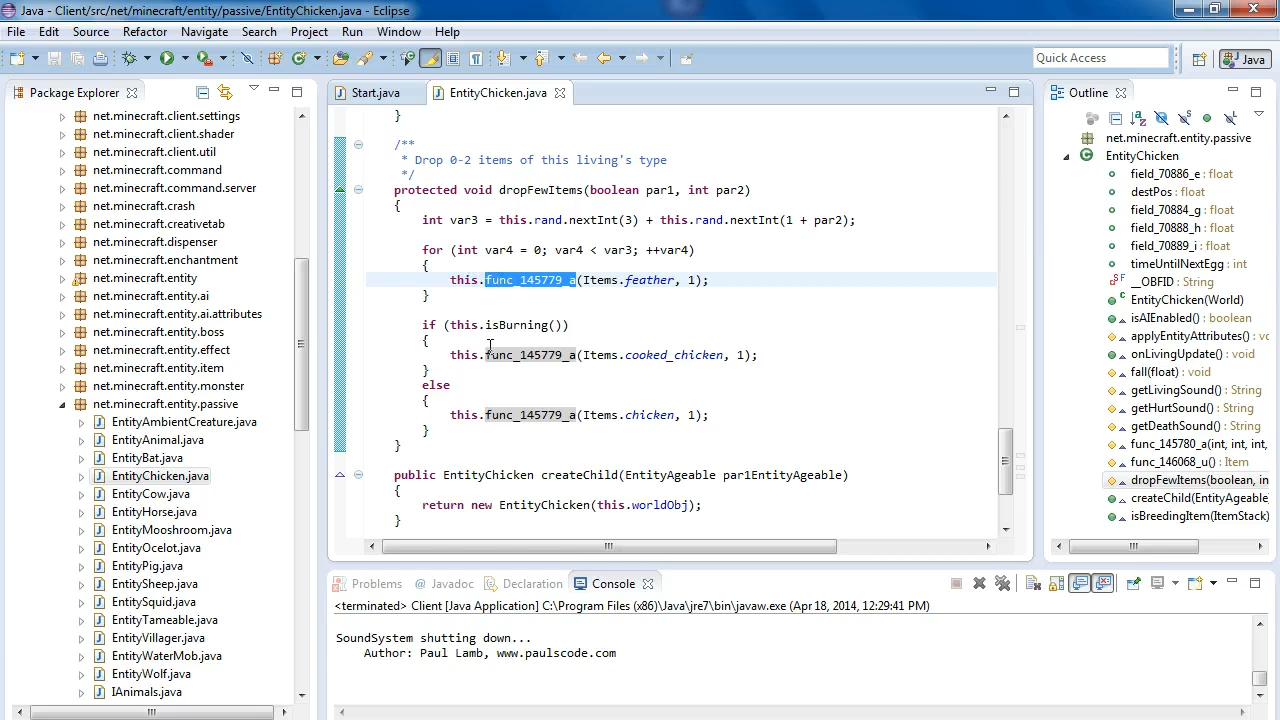 Java - Client/src/net/minecraft/entity/passive/EntityChicken.java - Eclipse
File Edit Source Refactor Navigate Search Project Run Window Help
Quick Access
Java
Package Explorer
net.minecraft.client.settings
net.minecraft.client.shader
net.minecraft.client.util
net.minecraft.command
net.minecraft.command.server
net.minecraft.crash
net.minecraft.creativetab
net.minecraft.dispenser
net.minecraft.enchantment
net.minecraft.entity
net.minecraft.entity.ai
net.minecraft.entity.ai.attributes
net.minecraft.entity.boss
net.minecraft.entity.effect
net.minecraft.entity.item
net.minecraft.entity.monster
net.minecraft.entity.passive
EntityAmbientCreature.java
EntityAnimal.java
EntityBat.java
EntityChicken.java
EntityCow.java
EntityHorse.java
EntityMooshroom.java
EntityOcelot.java
EntityPig.java
EntitySheep.java
EntitySquid.java
EntityTameable.java
EntityVillager.java
EntityWaterMob.java
EntityWolf.java
IAnimals.java
Start.java EntityChicken.java
}
/**
* Drop 0-2 items of this living's type
*/
protected void dropFewItems(boolean par1, int par2)
{
int var3 = this.rand.nextInt(3) + this.rand.nextInt(1 + par2);
for (int var4 = 0; var4 < var3; ++var4)
{
this.func_145779_a(Items.feather, 1);
}
if (this.isBurning())
{
this.func_145779_a(Items.cooked_chicken, 1);
}
else
{
this.func_145779_a(Items.chicken, 1);
}
}
public EntityChicken createChild(EntityAgeable par1EntityAgeable)
{
return new EntityChicken(this.worldObj);
}
Outline
net.minecraft.entity.passive
EntityChicken
field_70886_e : float
destPos : float
field_70884_g : float
field_70888_h : float
field_70889_i : float
timeUntilNextEgg : int
__OBFID : String
EntityChicken(World)
isAIEnabled() : boolean
applyEntityAttributes() : vo
onLivingUpdate() : void
fall(float) : void
getLivingSound() : String
getHurtSound() : String
getDeathSound() : String
func_145780_a(int, int, int,
func_146068_u() : Item
dropFewItems(boolean, in
createChild(EntityAgeable
isBreedingItem(ItemStack)
Problems Javadoc Declaration Console
<terminated> Client [Java Application] C:\Program Files (x86)\Java\jre7\bin\javaw.exe (Apr 18, 2014, 12:29:41 PM)
SoundSystem shutting down...
Author: Paul Lamb, www.paulscode.com